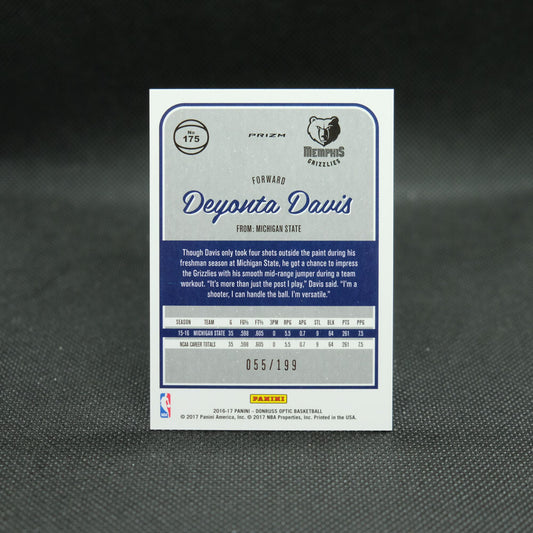 No
175
PRIZM
MEMPHIS
GRIZZLIES
FORWARD
Deyonta Davis
FROM: MICHIGAN STATE
Though Davis only took four shots outside the paint during his
freshman season at Michigan State, he got a chance to impress
the Grizzlies with his smooth mid-range jumper during a team
workout. “It's more than just the post I play,” Davis said. “I'm a
shooter, I can handle the ball. I'm versatile.”
SEASON TEAM G FG% FT% 3PM RPG APG STL BLK PTS PPG
15-16 MICHIGAN STATE 35 .598 .605 0 5.5 0.7 9 64 261 7.5
NCAA CAREER TOTALS 35 .598 .605 0 5.5 0.7 9 64 261 7.5
055/199
PANINI
NBA
2016-17 PANINI - DONRUSS OPTIC BASKETBALL
© 2017 Panini America, Inc. © 2017 NBA Properties, Inc. Printed in the USA.